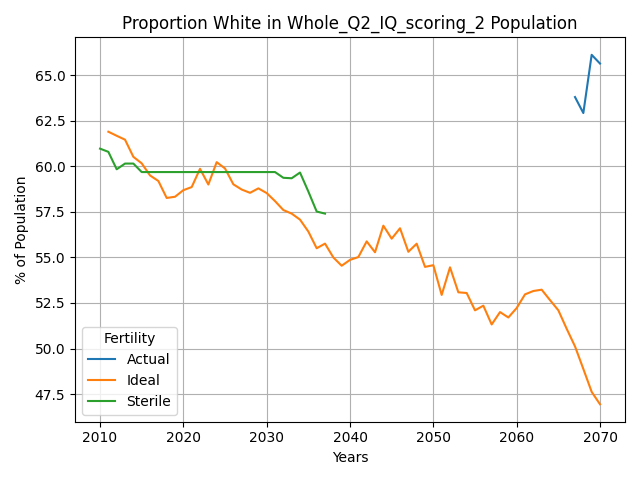 Proportion White in Whole_Q2_IQ_scoring_2 Population
% of Population
65.0
62.5
60.0
57.5
55.0
52.5
50.0
47.5
Fertility
Actual
Ideal
Sterile
2010 2020 2030 2040 2050 2060 2070
Years